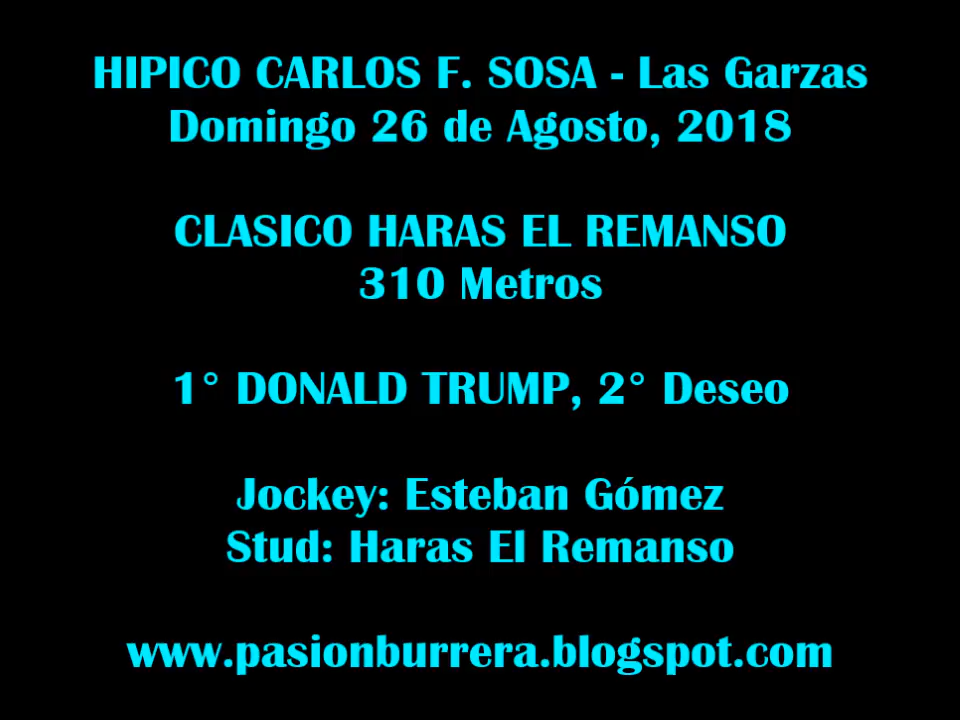 HIPICO CARLOS F. SOSA - Las Garzas
Domingo 26 de Agosto, 2018
CLASICO HARAS EL REMANSO
310 Metros
1° DONALD TRUMP, 2° Deseo
Jockey: Esteban Gómez
Stud: Haras El Remanso
www.pasionburrera.blogspot.com